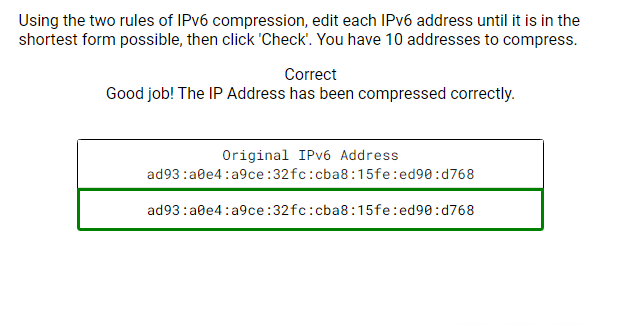 Using the two rules of IPv6 compression, edit each IPv6 address until it is in the
shortest form possible, then click 'Check'. You have 10 addresses to compress.
Correct
Good job! The IP Address has been compressed correctly.
Original IPv6 Address
ad93:a0e4:a9ce:32fc:cba8:15fe:ed90:d768
ad93:a0e4:a9ce:32fc:cba8:15fe:ed90:d768